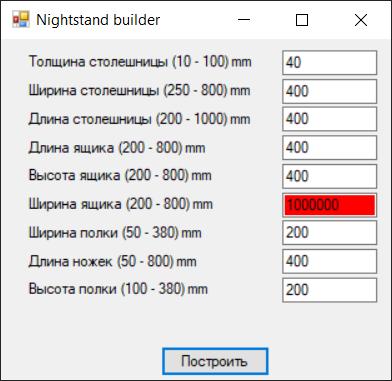 Nightstand builder
Толщина столешницы (10 - 100) mm 40
Ширина столешницы (250 - 800) mm 400
Длина столешницы (200 - 1000) mm 400
Длина ящика (200 - 800) mm 400
Высота ящика (200 - 800) mm 400
Ширина ящика (200 - 800) mm 1000000
Ширина полки (50 - 380) mm 200
Длина ножек (50 - 800) mm 400
Высота полки (100 - 380) mm 200
Построить